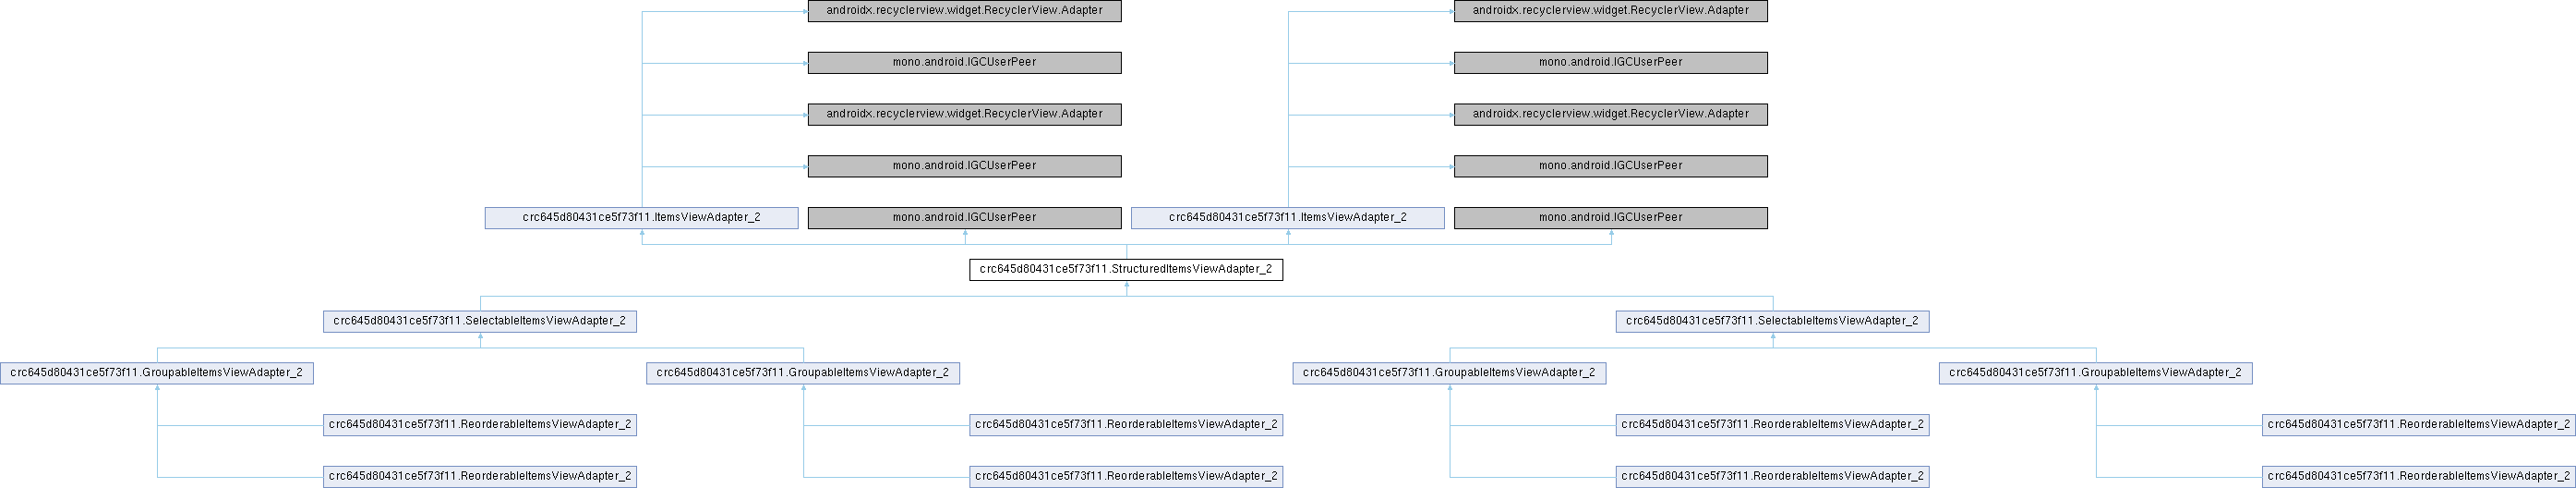 androidx.recyclerview.widget.RecyclerView.Adapter androidx.recyclerview.widget.RecyclerView.Adapter
mono.android.IGCUserPeer mono.android.IGCUserPeer
androidx.recyclerview.widget.RecyclerView.Adapter androidx.recyclerview.widget.RecyclerView.Adapter
mono.android.IGCUserPeer mono.android.IGCUserPeer
crc645d80431ce5f73f11.ItemsViewAdapter_2 mono.android.IGCUserPeer crc645d80431ce5f73f11.ItemsViewAdapter_2 mono.android.IGCUserPeer
crc645d80431ce5f73f11.StructuredItemsViewAdapter_2
crc645d80431ce5f73f11.SelectableItemsViewAdapter_2 crc645d80431ce5f73f11.SelectableItemsViewAdapter_2
crc645d80431ce5f73f11.GroupableItemsViewAdapter_2 crc645d80431ce5f73f11.GroupableItemsViewAdapter_2 crc645d80431ce5f73f11.GroupableItemsViewAdapter_2 crc645d80431ce5f73f11.GroupableItemsViewAdapter_2
crc645d80431ce5f73f11.ReorderableItemsViewAdapter_2 crc645d80431ce5f73f11.ReorderableItemsViewAdapter_2 crc645d80431ce5f73f11.ReorderableItemsViewAdapter_2 crc645d80431ce5f73f11.ReorderableItemsViewAdapter_2
crc645d80431ce5f73f11.ReorderableItemsViewAdapter_2 crc645d80431ce5f73f11.ReorderableItemsViewAdapter_2 crc645d80431ce5f73f11.ReorderableItemsViewAdapter_2 crc645d80431ce5f73f11.ReorderableItemsViewAdapter_2